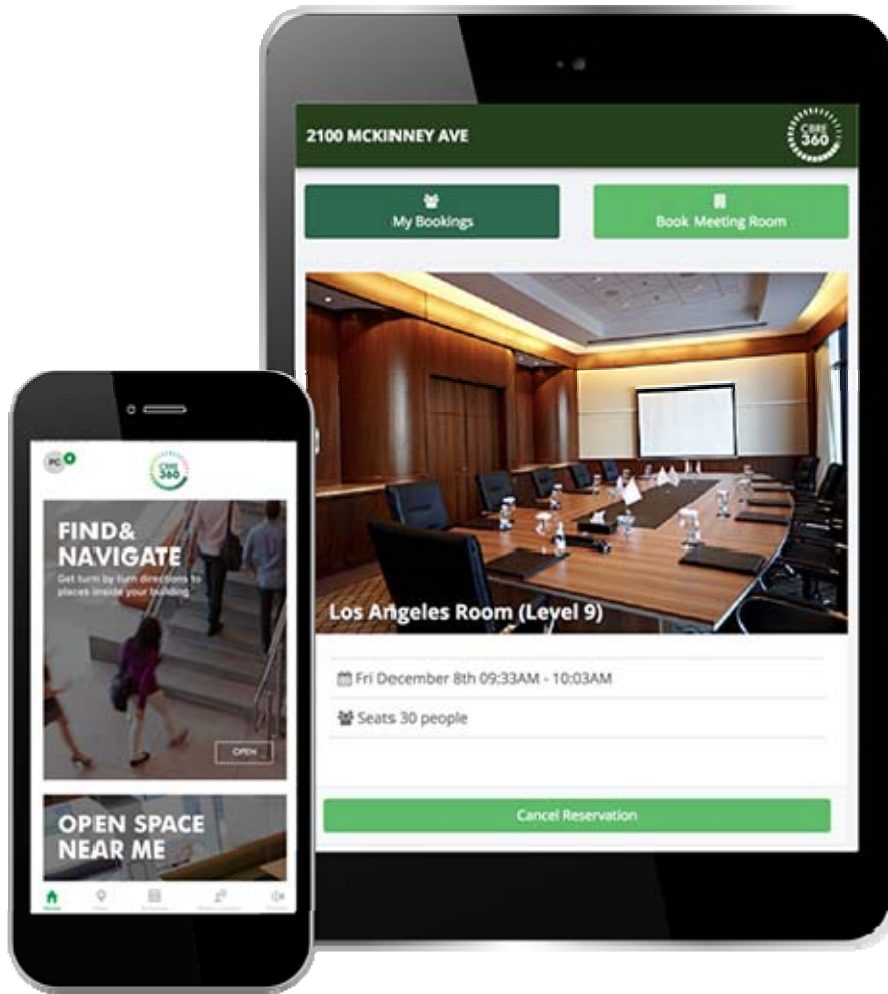 2100 MCKINNEY AVE
CBRE
360
My Bookings
Book Meeting Room
Los Angeles Room (Level 9)
Fri December 8th 09:33AM - 10:03AM
Seats 30 people
Cancel Reservation
PC
CBRE
360
FIND&
NAVIGATE
Get turn by turn directions to
places inside your building
OPEN
OPEN SPACE
NEAR ME
Home